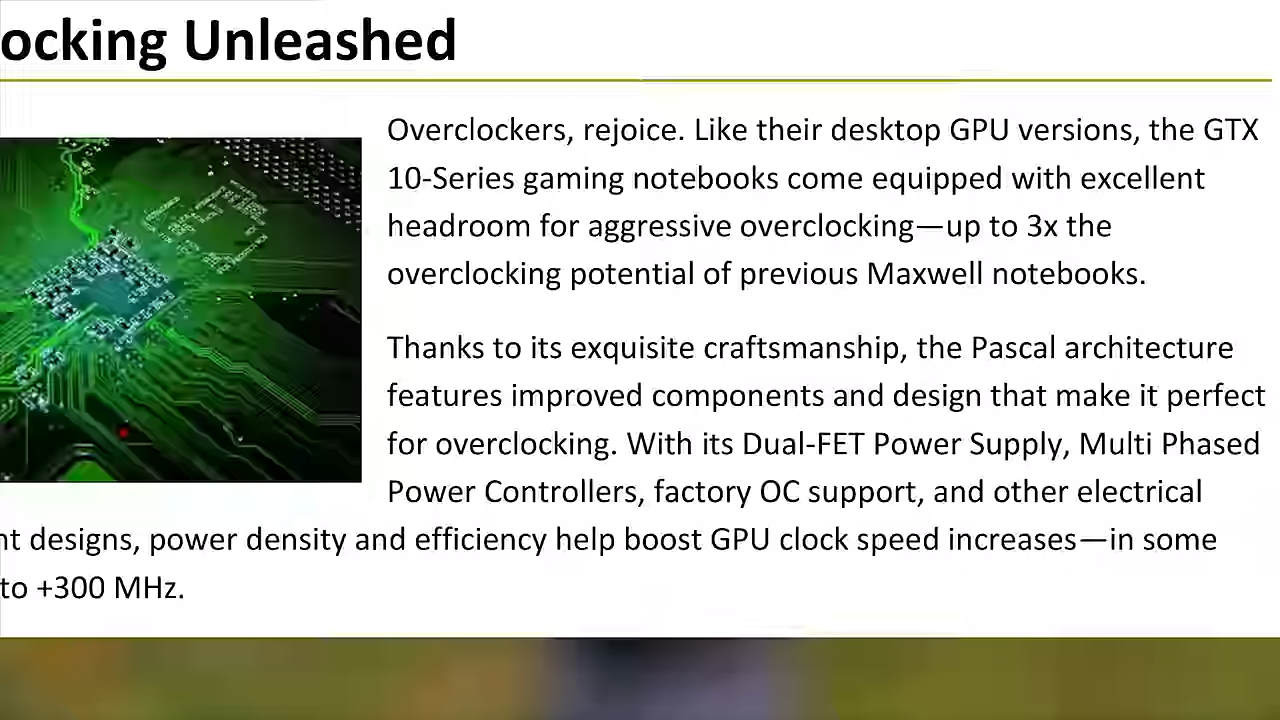 ocking Unleashed
Overclockers, rejoice. Like their desktop GPU versions, the GTX
10-Series gaming notebooks come equipped with excellent
headroom for aggressive overclocking—up to 3x the
overclocking potential of previous Maxwell notebooks.
Thanks to its exquisite craftsmanship, the Pascal architecture
features improved components and design that make it perfect
for overclocking. With its Dual-FET Power Supply, Multi Phased
Power Controllers, factory OC support, and other electrical
nt designs, power density and efficiency help boost GPU clock speed increases—in some
to +300 MHz.